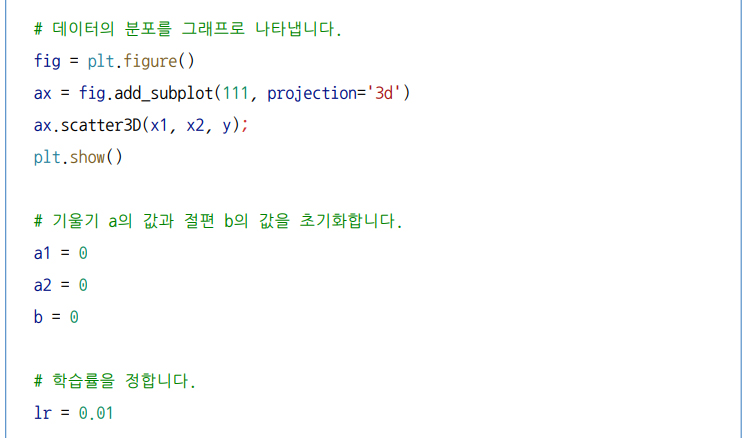 # 데이터의 분포를 그래프로 나타냅니다.
fig = plt.figure()
ax = fig.add_subplot(111, projection='3d')
ax.scatter3D(x1, x2, y);
plt.show()
# 기울기 a의 값과 절편 b의 값을 초기화합니다.
a1 = 0
a2 = 0
b = 0
# 학습률을 정합니다.
lr = 0.01